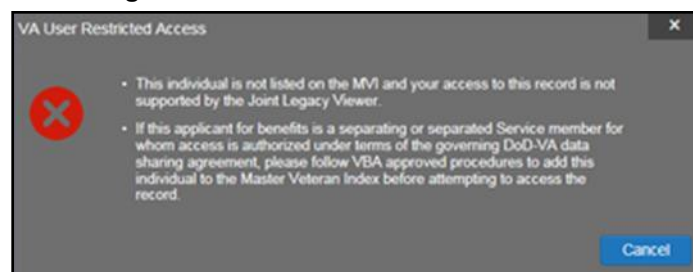 VA User Restricted Access
x
• This individual is not listed on the MVI and your access to this record is not
supported by the Joint Legacy Viewer.
• If this applicant for benefits is a separating or separated Service member for
whom access is authorized under terms of the governing DoD-VA data
sharing agreement, please follow VBA approved procedures to add this
individual to the Master Veteran Index before attempting to access the
record.
Cancel